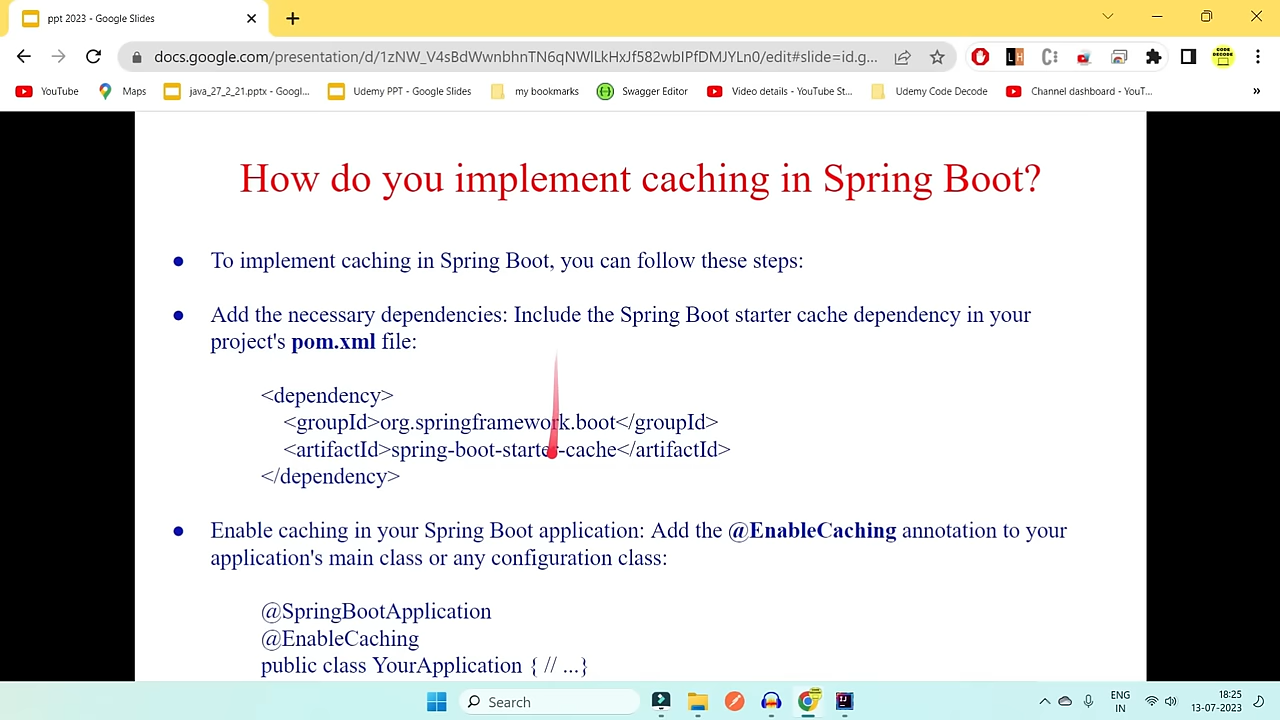 ppt 2023 - Google Slides
docs.google.com/presentation/d/
/edit#slide=id.g...
YouTube Maps java_27_2_21.pptx - Googl... Udemy PPT - Google Slides my bookmarks Swagger Editor Video details - YouTube St... Udemy Code Decode Channel dashboard - YouT... »
How do you implement caching in Spring Boot?
● To implement caching in Spring Boot, you can follow these steps:
● Add the necessary dependencies: Include the Spring Boot starter cache dependency in your
project's pom.xml file:
<dependency>
<groupId>org.springframework.boot</groupId>
<artifactId>spring-boot-starter-cache</artifactId>
</dependency>
● Enable caching in your Spring Boot application: Add the @EnableCaching annotation to your
application's main class or any configuration class:
@SpringBootApplication
@EnableCaching
public class YourApplication { // ...}
Search
ENG
IN
18:25
13-07-2023